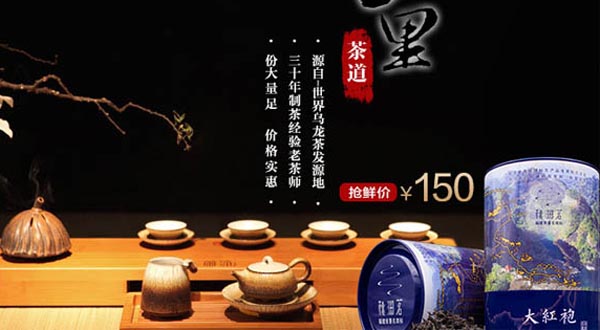 里
茶道
源自-世界乌龙茶发源地
三十年制茶经验老茶师
份大量足 价格实惠
抢鲜价 ¥150
大紅袍